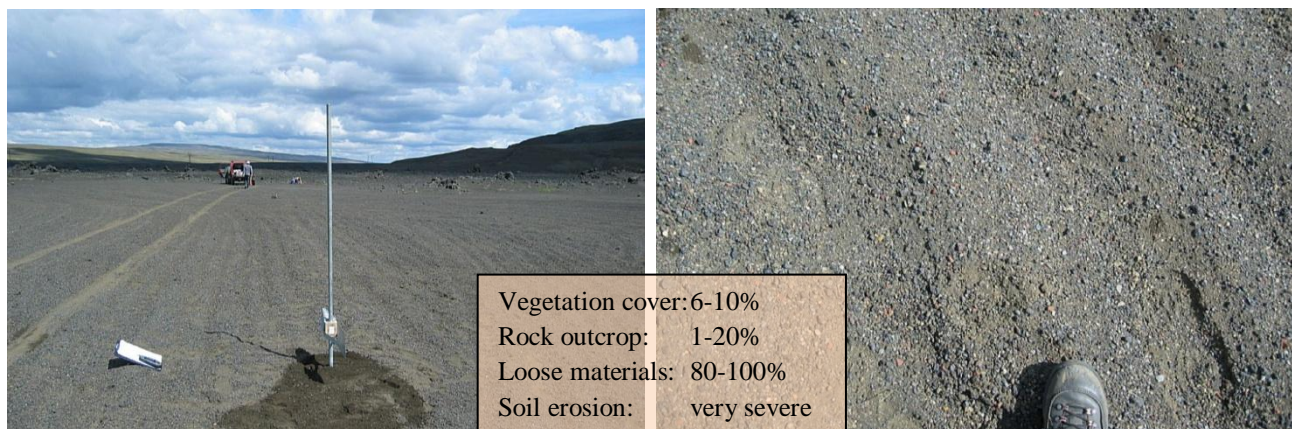 Vegetation cover: 6-10%
Rock outcrop: 1-20%
Loose materials: 80-100%
Soil erosion: very severe